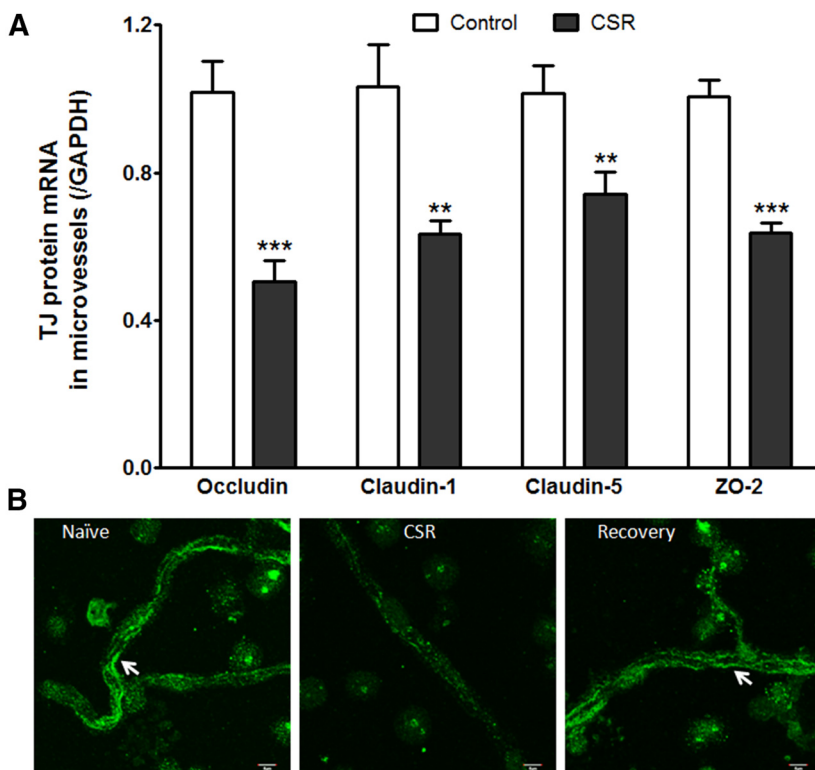 A
Control CSR
TJ protein mRNA
in microvessels (/GAPDH)
1.2
0.8
0.4
0.0
***
**
**
***
Occludin Claudin-1 Claudin-5 ZO-2
B
Naïve CSR Recovery